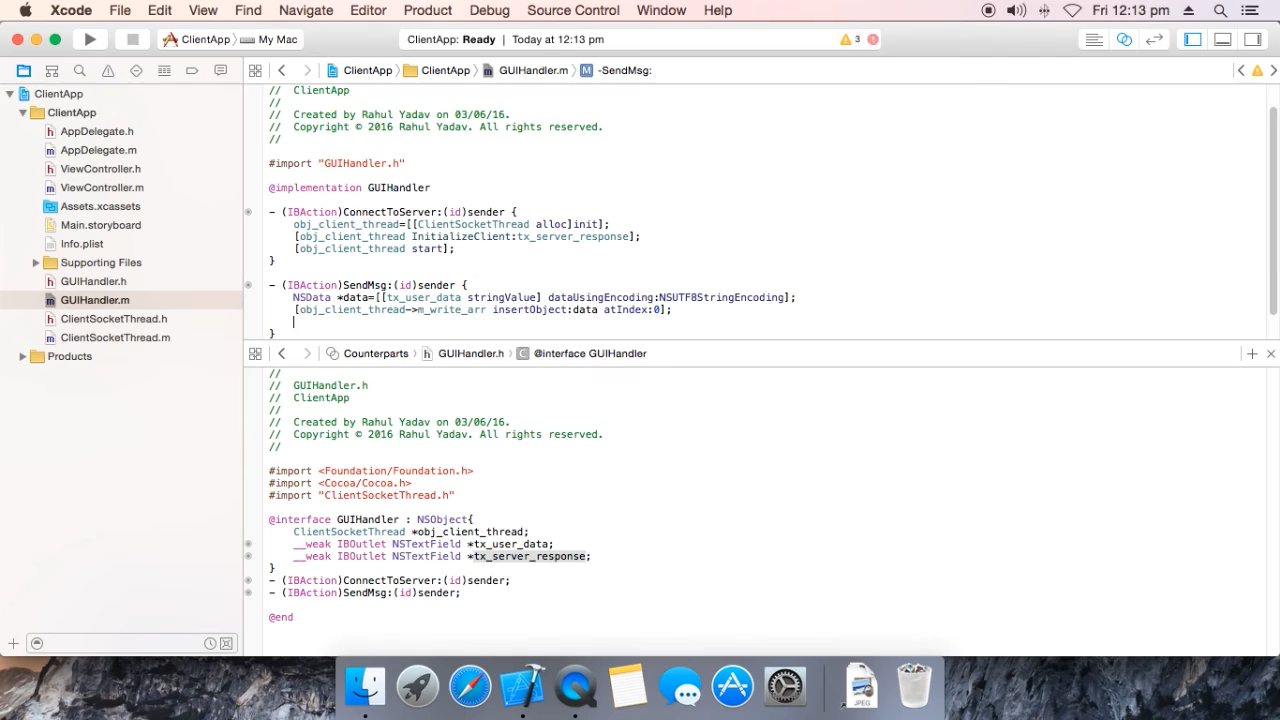 Xcode File Edit View Find Navigate Editor Product Debug Source Control Window Help Fri 12:13 pm
ClientApp My Mac ClientApp: Ready | Today at 12:13 pm 3
ClientApp ClientApp GUIHandler.m -SendMsg:
ClientApp
ClientApp
AppDelegate.h
AppDelegate.m
ViewController.h
ViewController.m
Assets.xcassets
Main.storyboard
Info.plist
Supporting Files
GUIHandler.h
GUIHandler.m
ClientSocketThread.h
ClientSocketThread.m
Products
// ClientApp
//
// Created by Rahul Yadav on 03/06/16.
// Copyright © 2016 Rahul Yadav. All rights reserved.
//
#import "GUIHandler.h"
@implementation GUIHandler
- (IBAction)ConnectToServer:(id)sender {
obj_client_thread=[[ClientSocketThread alloc]init];
[obj_client_thread InitializeClient:tx_server_response];
[obj_client_thread start];
}
- (IBAction)SendMsg:(id)sender {
NSData *data=[[tx_user_data stringValue] dataUsingEncoding:NSUTF8StringEncoding];
[obj_client_thread->m_write_arr insertObject:data atIndex:0];
}
Counterparts GUIHandler.h @interface GUIHandler
//
// GUIHandler.h
// ClientApp
//
// Created by Rahul Yadav on 03/06/16.
// Copyright © 2016 Rahul Yadav. All rights reserved.
//
#import <Foundation/Foundation.h>
#import <Cocoa/Cocoa.h>
#import "ClientSocketThread.h"
@interface GUIHandler : NSObject{
ClientSocketThread *obj_client_thread;
__weak IBOutlet NSTextField *tx_user_data;
__weak IBOutlet NSTextField *tx_server_response;
}
- (IBAction)ConnectToServer:(id)sender;
- (IBAction)SendMsg:(id)sender;
@end
JPEG